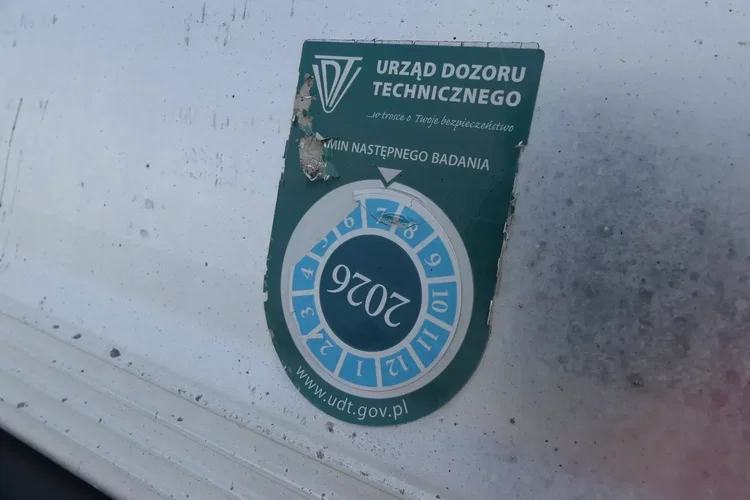 UDT
URZĄD DOZORU
TECHNICZNEGO
...w trosce o Twoje bezpieczeństwo
MIN NASTĘPNEGO BADANIA
7
8
9
10
11
12
1
2
3
4
5
6
2026
www.udt.gov.pl